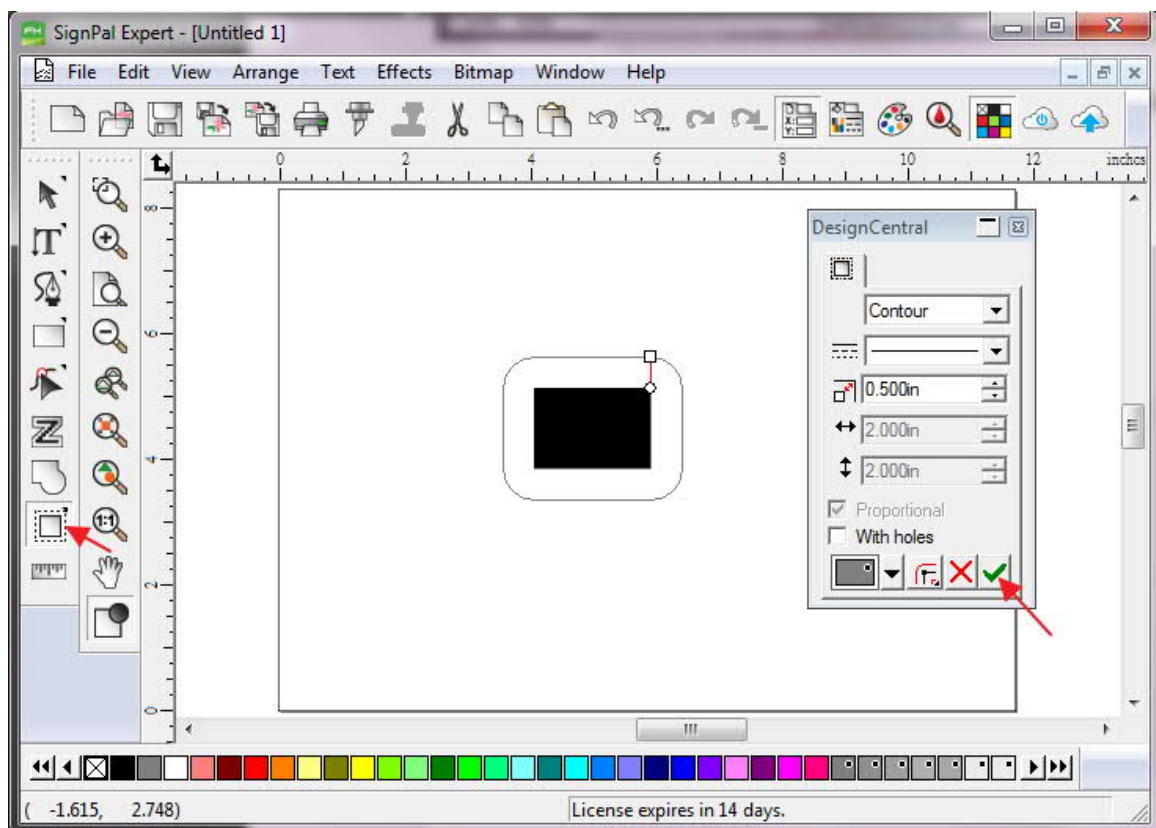 SignPal Expert - [Untitled 1]
File Edit View Arrange Text Effects Bitmap Window Help
0 2 4 6 8 10 12 inches
8
6
4
2
0
DesignCentral
Contour
0.500in
2.000in
2.000in
Proportional
With holes
1:1
( -1.615, 2.748)
License expires in 14 days.